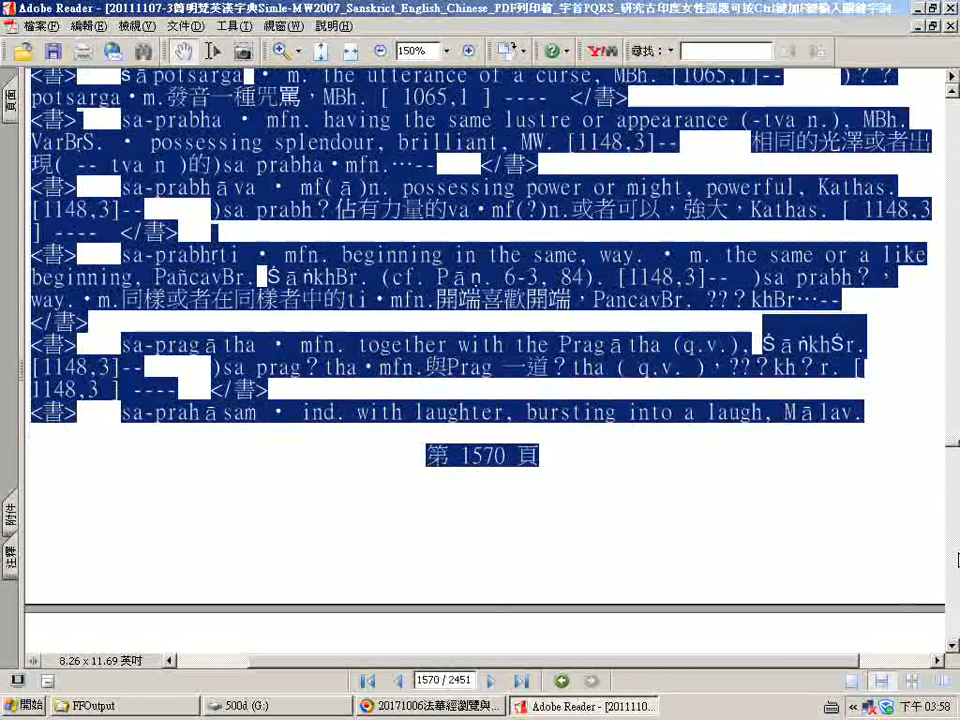 Adobe Reader - [20111107-3簡明梵英漢字典Simle-MW2007_Sanskrict_English_Chinese_PDF列印檔_字首PQRS_研究古印度女性議題可按Ctrl鍵加F鍵輸入關鍵字詞
檔案(F) 編輯(E) 檢視(V) 文件(D) 工具(T) 視窗(W) 說明(H)
150% Y! 尋找：
頁面
<書> śāpotsarga • m. the utterance of a curse, MBh. [1065,1]-- )？？
potsarga•m.發音一種咒罵，MBh. [ 1065,1 ] ---- </書>
<書> sa-prabha • mfn. having the same lustre or appearance (-tva n.), MBh.
VarBṛS. • possessing splendour, brilliant, MW. [1148,3]-- 相同的光澤或者出
現( -- tva n )的)sa prabha•mfn.…-- </書>
<書> sa-prabhāva • mf(ā)n. possessing power or might, powerful, Kathas.
[1148,3]-- )sa prabh？佔有力量的va•mf(?)n.或者可以，強大，Kathas. [ 1148,3
] ---- </書>
<書> sa-prabhṛti • mfn. beginning in the same, way. • m. the same or a like
beginning, PañcavBr. ŚāṅkhBr. (cf. Pāṇ. 6-3, 84). [1148,3]-- )sa prabh？，
way.•m.同樣或者在同樣者中的ti•mfn.開端喜歡開端，PancavBr. ??？khBr…--
</書>
<書> sa-pragātha • mfn. together with the Pragātha (q.v.), ŚāṅkhŚr.
[1148,3]-- )sa prag？tha•mfn.與Prag 一道？tha ( q.v. )，??？kh？r. [
1148,3 ] ---- </書>
<書> sa-prahāsam • ind. with laughter, bursting into a laugh, Mālav.
第 1570 頁
附件
注釋
8.26 x 11.69 英吋
1570 / 2451
開始 FFOutput 500d (G:) 20171006法華經瀏覽與... Adobe Reader - [2011110... « 下午 03:58